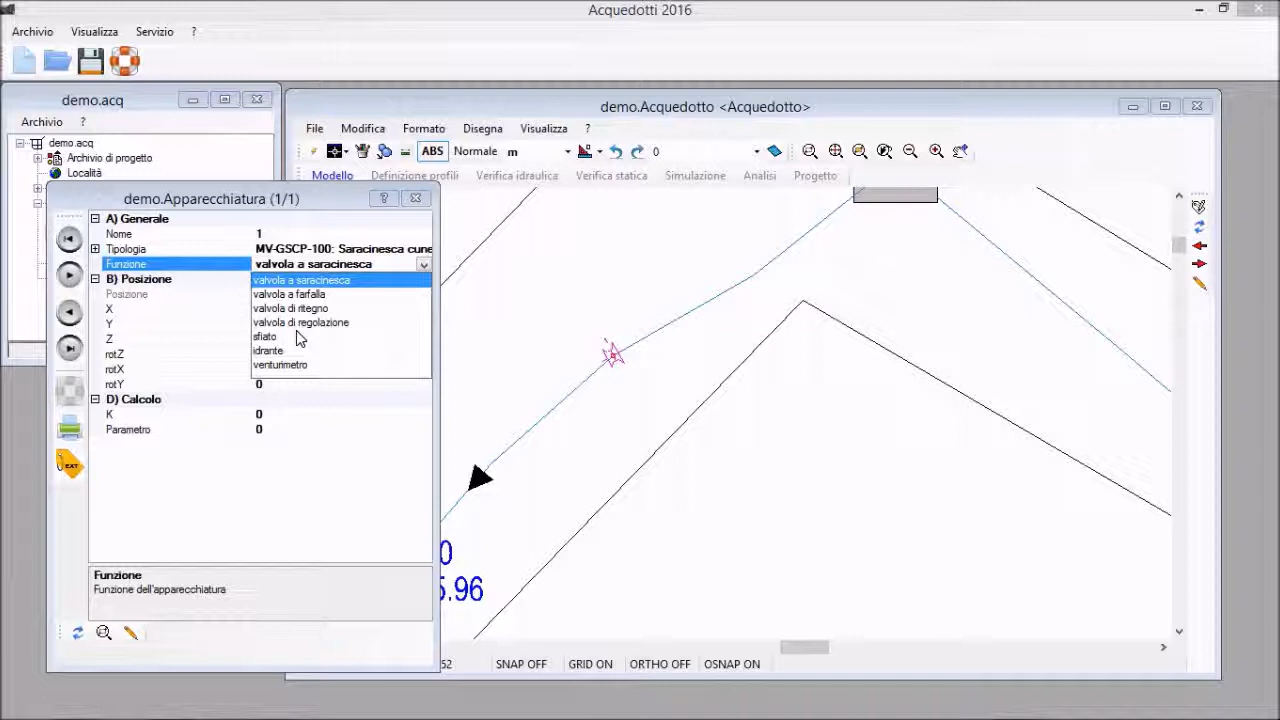 Acquedotti 2016
Archivio Visualizza Servizio ?
demo.acq
Archivio ?
demo.acq
Archivio di progetto
Località
demo.Acquedotto <Acquedotto>
File Modifica Formato Disegna Visualizza ?
ABS Normale m 0
Modello Definizione profili Verifica idraulica Verifica statica Simulazione Analisi Progetto
demo.Apparecchiatura (1/1)
A) Generale
Nome 1
Tipologia MV-GSCP-100: Saracinesca cune
Funzione valvola a saracinesca
valvola a saracinesca
valvola a farfalla
valvola di ritegno
valvola di regolazione
sfiato
idrante
venturimetro
B) Posizione
Posizione
X
Y
Z
rotZ
rotX
rotY 0
D) Calcolo
K 0
Parametro 0
EXT
Funzione
Funzione dell'apparecchiatura
0
5.96
52 SNAP OFF GRID ON ORTHO OFF OSNAP ON